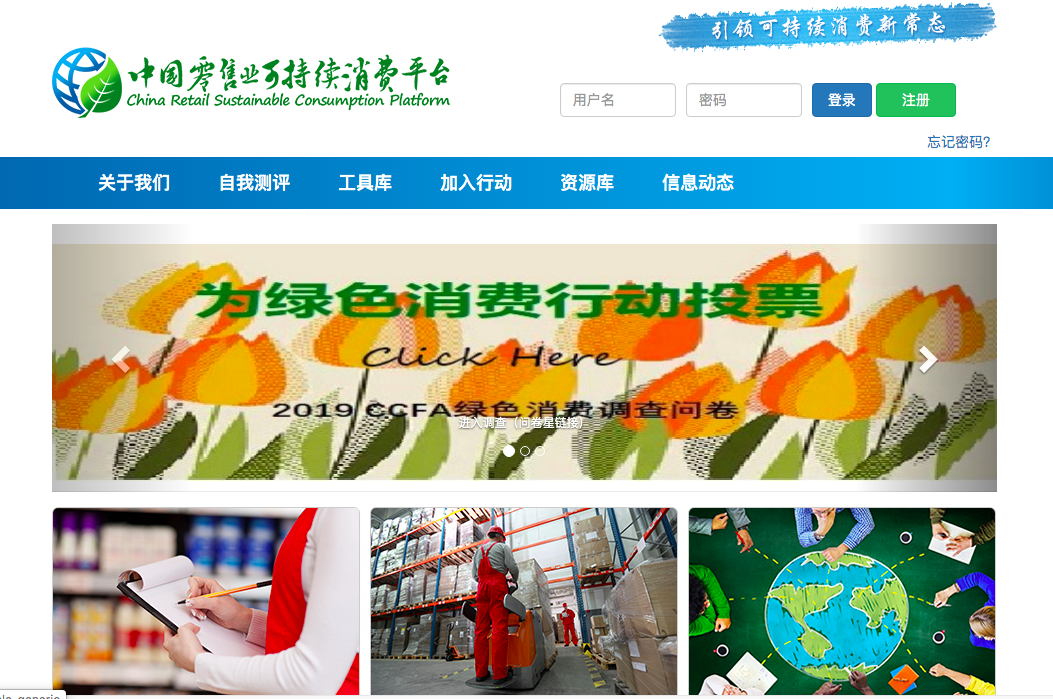 引领可持续消费新常态
中国零售业可持续消费平台
China Retail Sustainable Consumption Platform
用户名 密码 登录 注册
忘记密码?
关于我们 自我测评 工具库 加入行动 资源库 信息动态
为绿色消费行动投票
Click Here
2019 CCFA绿色消费调查问卷
进入调查（问卷星链接）